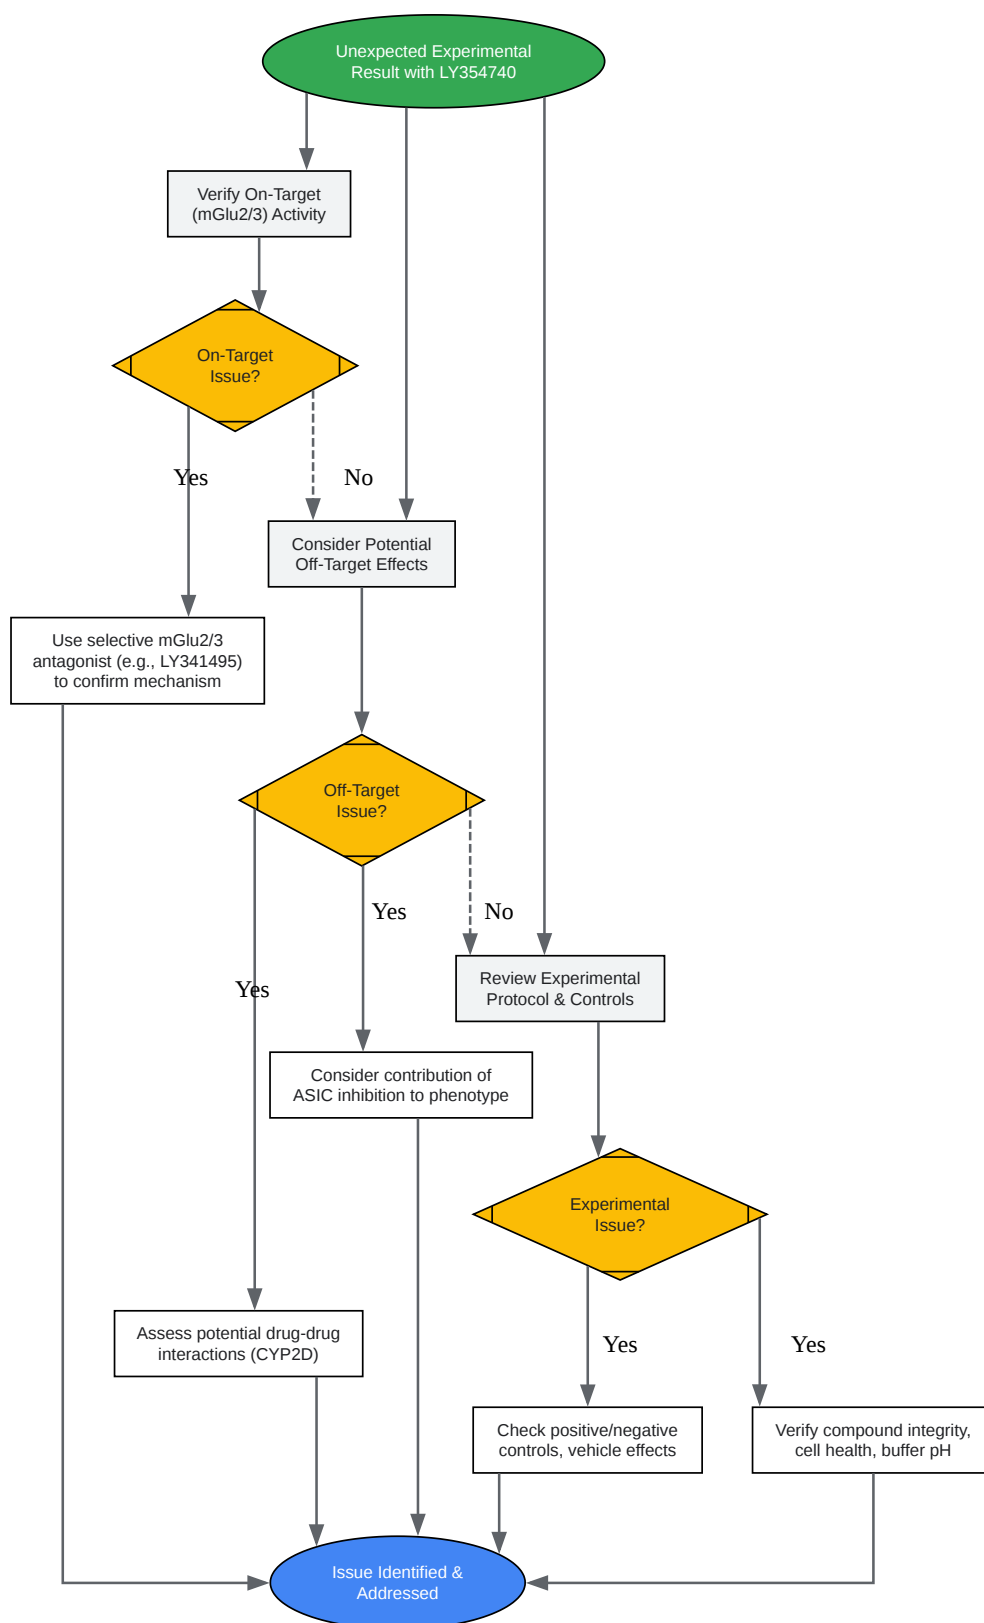 Unexpected Experimental
Result with LY354740
Verify On-Target
(mGlu2/3) Activity
On-Target
Issue?
Yes
No
Consider Potential
Off-Target Effects
Use selective mGlu2/3
antagonist (e.g., LY341495)
to confirm mechanism
Off-Target
Issue?
Yes
No
Yes
Review Experimental
Protocol & Controls
Consider contribution of
ASIC inhibition to phenotype
Experimental
Issue?
Assess potential drug-drug
interactions (CYP2D)
Yes
Yes
Check positive/negative
controls, vehicle effects
Verify compound integrity,
cell health, buffer pH
Issue Identified &
Addressed